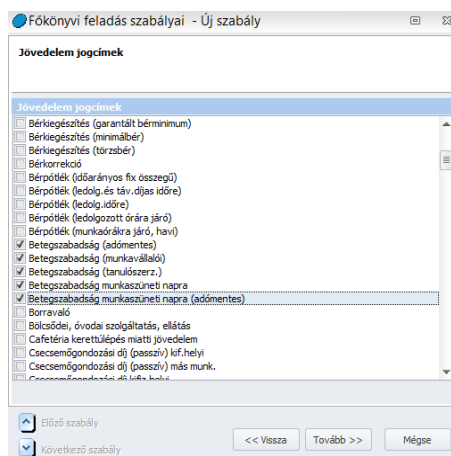 Főkönyvi feladás szabályai - Új szabály
Jövedelem jogcímek
Jövedelem jogcímek
Bérkiegészítés (garantált bérminimum)
Bérkiegészítés (minimálbér)
Bérkiegészítés (törzsbér)
Bérkorrekció
Bérpótlék (időarányos fix összegű)
Bérpótlék (ledolg.és táv.díjas időre)
Bérpótlék (ledolg.időre)
Bérpótlék (ledolgozott órára járó)
Bérpótlék (munkaórákra járó, havi)
Betegszabadság (adómentes)
Betegszabadság (munkavállalói)
Betegszabadság (tanulószerz.)
Betegszabadság munkaszüneti napra
Betegszabadság munkaszüneti napra (adómentes)
Borravaló
Bölcsődei, óvodai szolgáltatás, ellátás
Cafetéria kerettúllépés miatti jövedelem
Csecsemőgondozási díj (passzív) kif.helyi
Csecsemőgondozási díj (passzív) más munk.
Csecsemőgondozási díj kifiz.helyi
Előző szabály
Következő szabály
<< Vissza
Tovább >>
Mégse